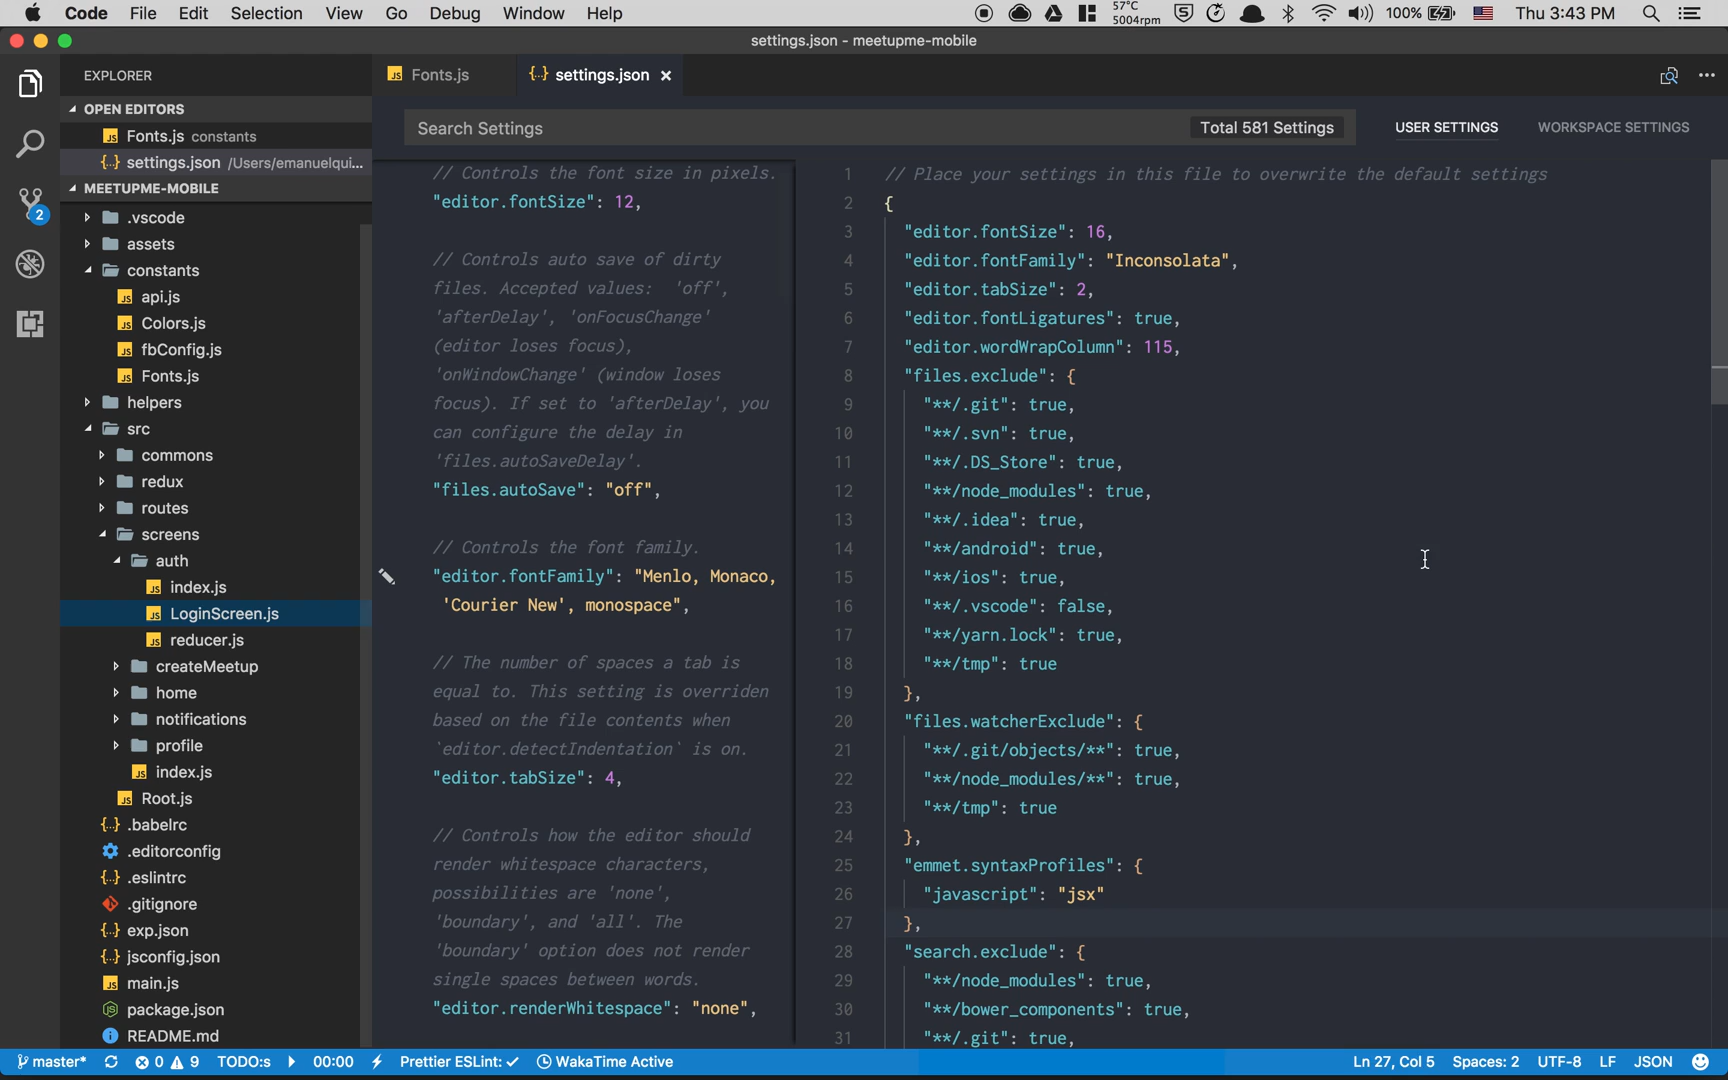 Code File Edit Selection View Go Debug Window Help 57°C 5004rpm 100% Thu 3:43 PM
settings.json - meetupme-mobile
EXPLORER
OPEN EDITORS
Fonts.js constants
settings.json /Users/emanuelqui...
MEETUPME-MOBILE
.vscode
assets
constants
api.js
Colors.js
fbConfig.js
Fonts.js
helpers
src
commons
redux
routes
screens
auth
index.js
LoginScreen.js
reducer.js
createMeetup
home
notifications
profile
index.js
Root.js
.babelrc
.editorconfig
.eslintrc
.gitignore
exp.json
jsconfig.json
main.js
package.json
README.md
2
Fonts.js settings.json
Search Settings Total 581 Settings USER SETTINGS WORKSPACE SETTINGS
// Controls the font size in pixels.
"editor.fontSize": 12,
// Controls auto save of dirty
files. Accepted values:  'off',
'afterDelay', 'onFocusChange'
(editor loses focus),
'onWindowChange' (window loses
focus). If set to 'afterDelay', you
can configure the delay in
'files.autoSaveDelay'.
"files.autoSave": "off",
// Controls the font family.
"editor.fontFamily": "Menlo, Monaco,
'Courier New', monospace",
// The number of spaces a tab is
equal to. This setting is overriden
based on the file contents when
`editor.detectIndentation` is on.
"editor.tabSize": 4,
// Controls how the editor should
render whitespace characters,
possibilities are 'none',
'boundary', and 'all'. The
'boundary' option does not render
single spaces between words.
"editor.renderWhitespace": "none",
1 // Place your settings in this file to overwrite the default settings
2 {
3 "editor.fontSize": 16,
4 "editor.fontFamily": "Inconsolata",
5 "editor.tabSize": 2,
6 "editor.fontLigatures": true,
7 "editor.wordWrapColumn": 115,
8 "files.exclude": {
9 "**/.git": true,
10 "**/.svn": true,
11 "**/.DS_Store": true,
12 "**/node_modules": true,
13 "**/.idea": true,
14 "**/android": true,
15 "**/ios": true,
16 "**/.vscode": false,
17 "**/yarn.lock": true,
18 "**/tmp": true
19 },
20 "files.watcherExclude": {
21 "**/.git/objects/**": true,
22 "**/node_modules/**": true,
23 "**/tmp": true
24 },
25 "emmet.syntaxProfiles": {
26 "javascript": "jsx"
27 },
28 "search.exclude": {
29 "**/node_modules": true,
30 "**/bower_components": true,
31 "**/.git": true,
master* 0 9 TODO:s 00:00 Prettier ESLint: ✓ WakaTime Active Ln 27, Col 5 Spaces: 2 UTF-8 LF JSON